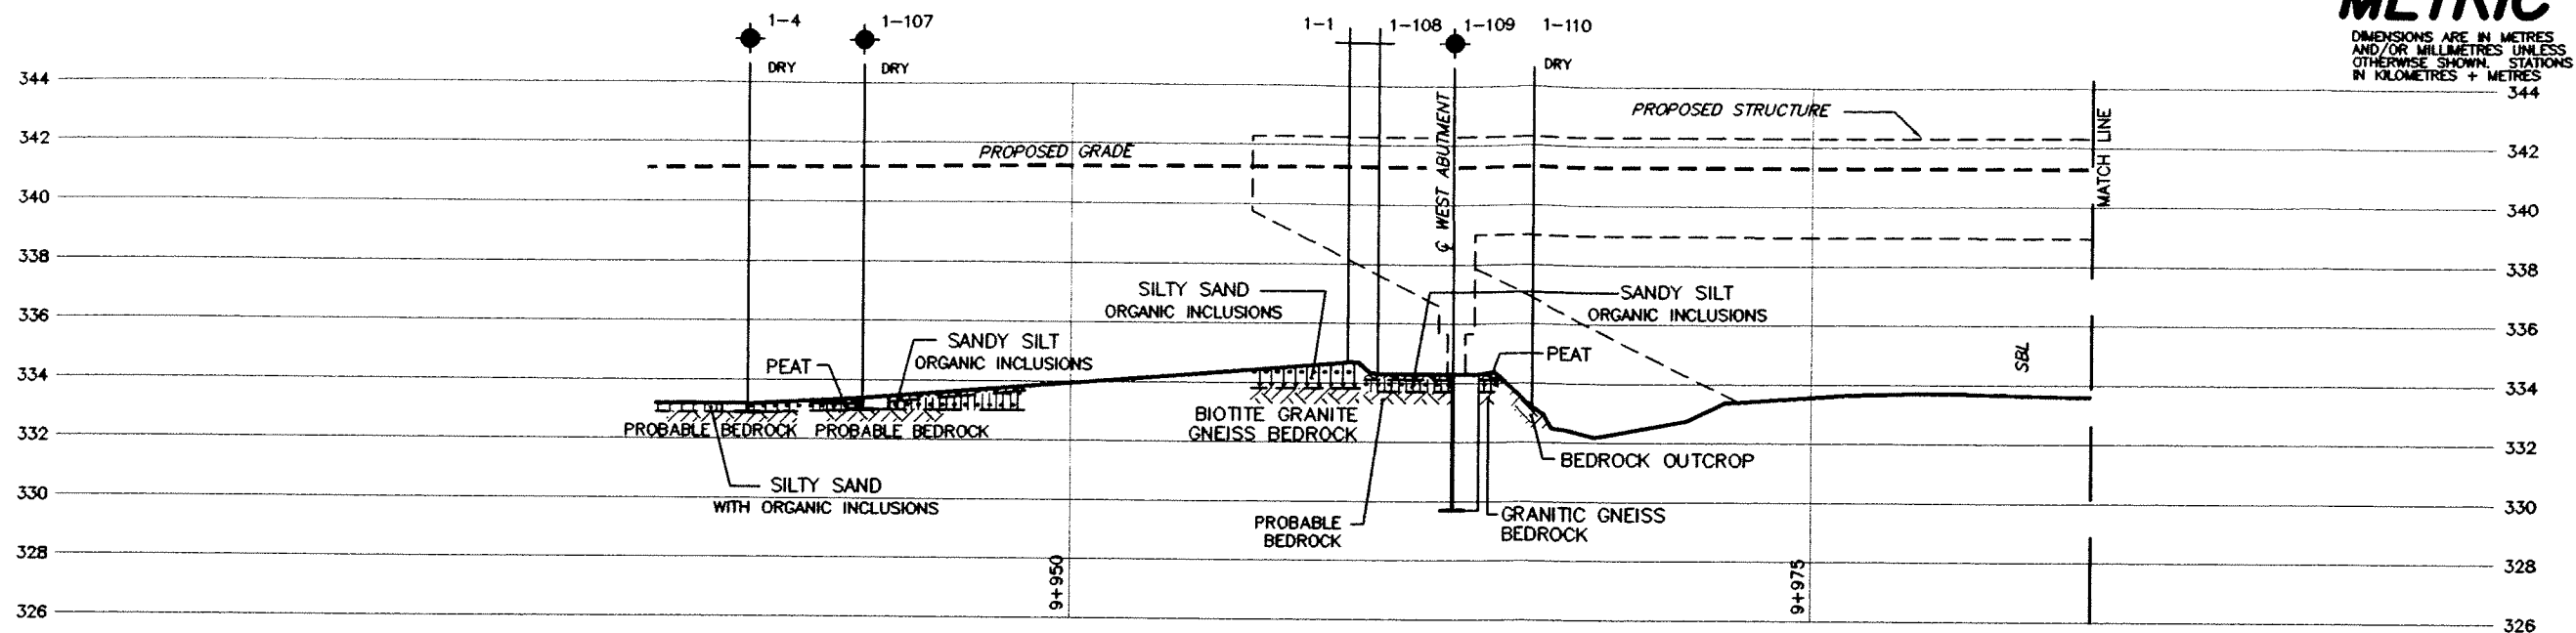 METRIC
DIMENSIONS ARE IN METRES
AND/OR MILLIMETRES UNLESS
OTHERWISE SHOWN. STATIONS
IN KILOMETRES + METRES
1-4
1-107
1-1
1-108
1-109
1-110
DRY
DRY
DRY
344
344
342
342
340
340
338
338
336
336
334
334
332
332
330
330
328
328
326
326
PROPOSED GRADE
PROPOSED STRUCTURE
℄ WEST ABUTMENT
MATCH LINE
SILTY SAND
ORGANIC INCLUSIONS
SANDY SILT
ORGANIC INCLUSIONS
SANDY SILT
ORGANIC INCLUSIONS
PEAT
PEAT
SBL
PROBABLE BEDROCK
PROBABLE BEDROCK
BIOTITE GRANITE
GNEISS BEDROCK
BEDROCK OUTCROP
SILTY SAND
WITH ORGANIC INCLUSIONS
PROBABLE
BEDROCK
GRANITIC GNEISS
BEDROCK
9+950
9+975